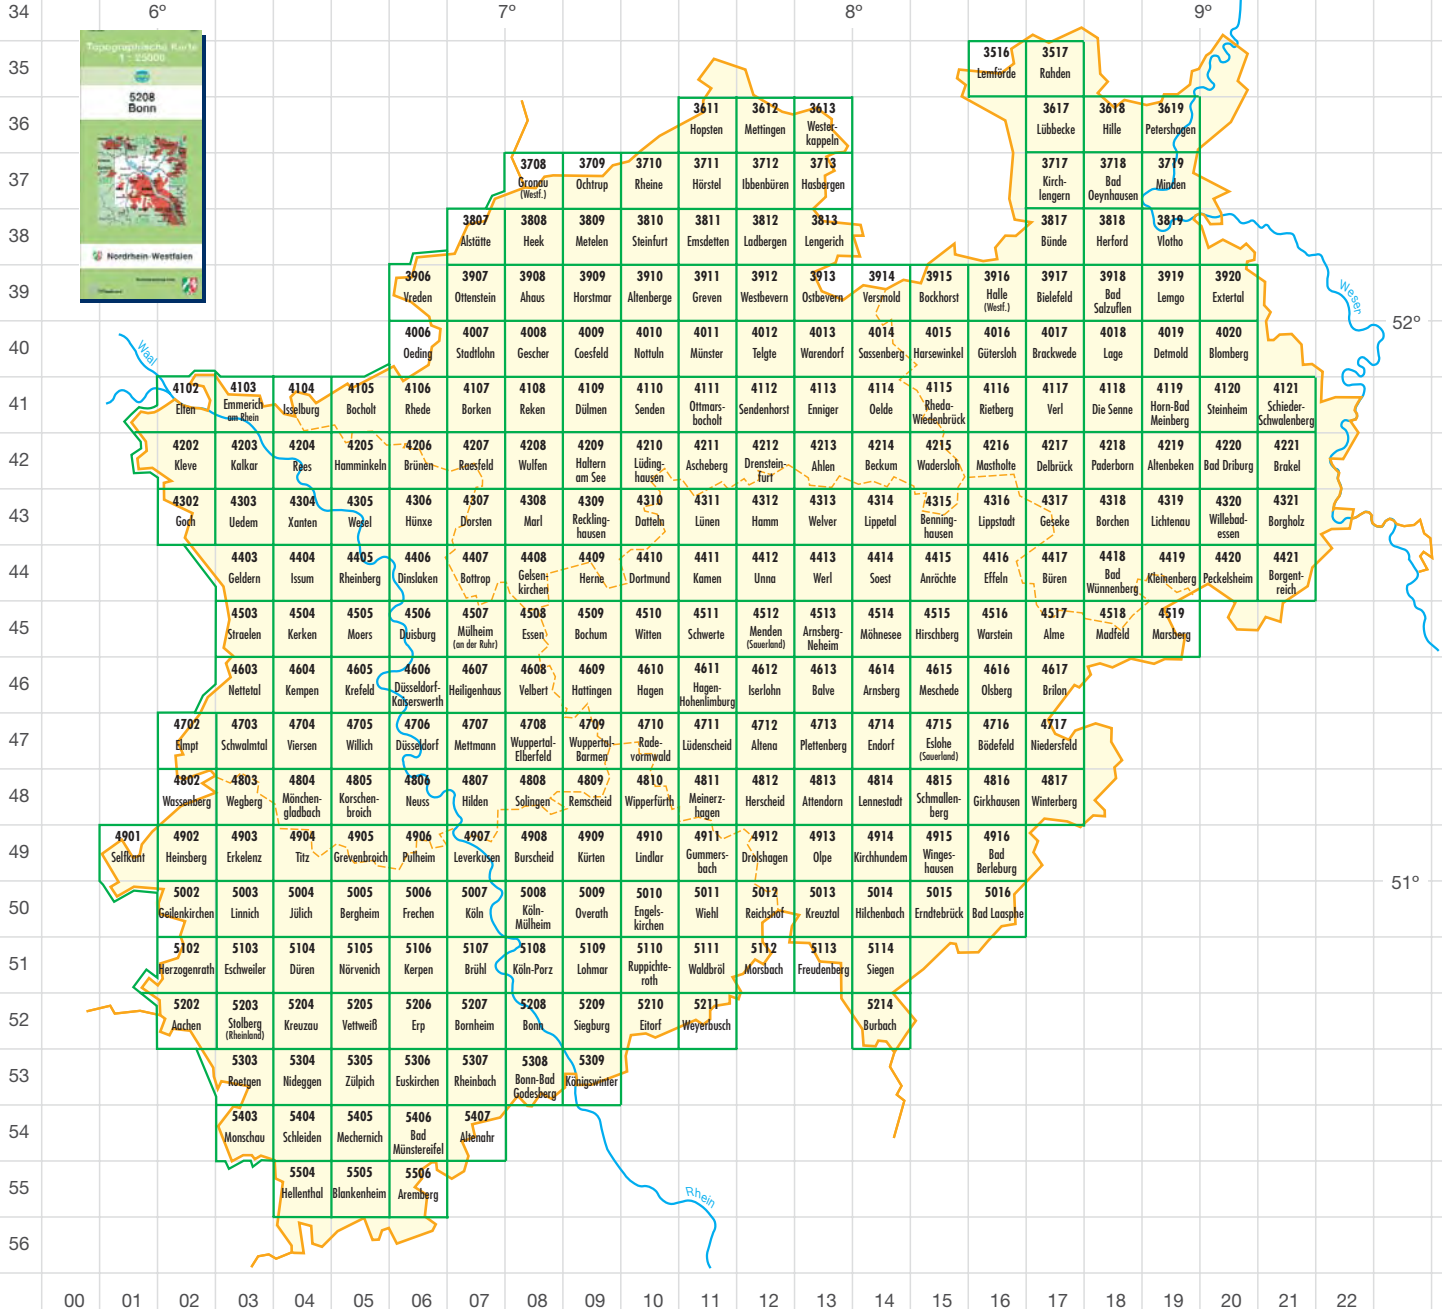 34 6º 7º 8º 9º
Topographische Karte
1 : 25000
5208
Bonn
Nordrhein-Westfalen
35 3516 3517
Lemförde Rahden
36 3611 3612 3613 3617 3618 3619
Hopsten Mettingen Wester- Lübbecke Hille Petershagen
kappeln
37 3708 3709 3710 3711 3712 3713 3717 3718 3719
Gronau Ochtrup Rheine Hörstel Ibbenbüren Hasbergen Kirch- Bad Minden
(Westf.) lengern Oeynhausen
38 3807 3808 3809 3810 3811 3812 3813 3817 3818 3819
Alstätte Heek Metelen Steinfurt Emsdetten Ladbergen Lengerich Bünde Herford Vlotho
39 3906 3907 3908 3909 3910 3911 3912 3913 3914 3915 3916 3917 3918 3919 3920
Vreden Ottenstein Ahaus Horstmar Altenberge Greven Westbevern Ostbevern Versmold Bockhorst Halle Bielefeld Bad Lemgo Extertal
(Westf.) Salzuflen
Weser
52º
40 4006 4007 4008 4009 4010 4011 4012 4013 4014 4015 4016 4017 4018 4019 4020
Oeding Stadtlohn Gescher Coesfeld Nottuln Münster Telgte Warendorf Sassenberg Harsewinkel Gütersloh Brackwede Lage Detmold Blomberg
Waal
41 4102 4103 4104 4105 4106 4107 4108 4109 4110 4111 4112 4113 4114 4115 4116 4117 4118 4119 4120 4121
Elten Emmerich Isselburg Bocholt Rhede Borken Reken Dülmen Senden Ottmars- Sendenhorst Enniger Oelde Rheda- Rietberg Verl Die Senne Horn-Bad Steinheim Schieder-
am Rhein bocholt Wiedenbrück Meinberg Schwalenberg
42 4202 4203 4204 4205 4206 4207 4208 4209 4210 4211 4212 4213 4214 4215 4216 4217 4218 4219 4220 4221
Kleve Kalkar Rees Hamminkeln Brünen Raesfeld Wulfen Haltern Lüding- Ascheberg Drenstein- Ahlen Beckum Wadersloh Mastholte Delbrück Paderborn Altenbeken Bad Driburg Brakel
am See hausen furt
43 4302 4303 4304 4305 4306 4307 4308 4309 4310 4311 4312 4313 4314 4315 4316 4317 4318 4319 4320 4321
Goch Uedem Xanten Wesel Hünxe Dorsten Marl Reckling- Datteln Lünen Hamm Welver Lippetal Benning- Lippstadt Geseke Borchen Lichtenau Willebad- Borgholz
hausen hausen essen
44 4403 4404 4405 4406 4407 4408 4409 4410 4411 4412 4413 4414 4415 4416 4417 4418 4419 4420 4421
Geldern Issum Rheinberg Dinslaken Bottrop Gelsen- Herne Dortmund Kamen Unna Werl Soest Anröchte Effeln Büren Bad Kleinenberg Peckelsheim Borgent-
kirchen Wünnenberg reich
45 4503 4504 4505 4506 4507 4508 4509 4510 4511 4512 4513 4514 4515 4516 4517 4518 4519
Straelen Kerken Moers Duisburg Mülheim Essen Bochum Witten Schwerte Menden Arnsberg- Möhnesee Hirschberg Warstein Alme Madfeld Marsberg
(an der Ruhr) (Sauerland) Neheim
46 4603 4604 4605 4606 4607 4608 4609 4610 4611 4612 4613 4614 4615 4616 4617
Nettetal Kempen Krefeld Düsseldorf- Heiligenhaus Velbert Hattingen Hagen Hagen- Iserlohn Balve Arnsberg Meschede Olsberg Brilon
Kaiserswerth Hohenlimburg
47 4702 4703 4704 4705 4706 4707 4708 4709 4710 4711 4712 4713 4714 4715 4716 4717
Elmpt Schwalmtal Viersen Willich Düsseldorf Mettmann Wuppertal- Wuppertal- Rade- Lüdenscheid Altena Plettenberg Endorf Eslohe Bödefeld Niedersfeld
Elberfeld Barmen vormwald (Sauerland)
48 4802 4803 4804 4805 4806 4807 4808 4809 4810 4811 4812 4813 4814 4815 4816 4817
Wassenberg Wegberg Mönchen- Korschen- Neuss Hilden Solingen Remscheid Wipperfürth Meinerz- Herscheid Attendorn Lennestadt Schmallen- Girkhausen Winterberg
gladbach broich hagen berg
49 4901 4902 4903 4904 4905 4906 4907 4908 4909 4910 4911 4912 4913 4914 4915 4916
Selfkant Heinsberg Erkelenz Titz Grevenbroich Pulheim Leverkusen Burscheid Kürten Lindlar Gummers- Drolshagen Olpe Kirchhundem Winges- Bad
bach hausen Berleburg
51º
50 5002 5003 5004 5005 5006 5007 5008 5009 5010 5011 5012 5013 5014 5015 5016
Geilenkirchen Linnich Jülich Bergheim Frechen Köln Köln- Overath Engels- Wiehl Reichshof Kreuztal Hilchenbach Erndtebrück Bad Laasphe
Mülheim kirchen
51 5102 5103 5104 5105 5106 5107 5108 5109 5110 5111 5112 5113 5114
Herzogenrath Eschweiler Düren Nörvenich Kerpen Brühl Köln-Porz Lohmar Ruppichte- Waldbröl Morsbach Freudenberg Siegen
roth
52 5202 5203 5204 5205 5206 5207 5208 5209 5210 5211 5214
Aachen Stolberg Kreuzau Vettweiß Erp Bornheim Bonn Siegburg Eitorf Weyerbusch Burbach
(Rheinland)
53 5303 5304 5305 5306 5307 5308 5309
Roetgen Nideggen Zülpich Euskirchen Rheinbach Bonn-Bad Königswinter
Godesberg
54 5403 5404 5405 5406 5407
Monschau Schleiden Mechernich Bad Altenahr
Münstereifel
55 5504 5505 5506
Hellenthal Blankenheim Aremberg
Rhein
56
00 01 02 03 04 05 06 07 08 09 10 11 12 13 14 15 16 17 18 19 20 21 22